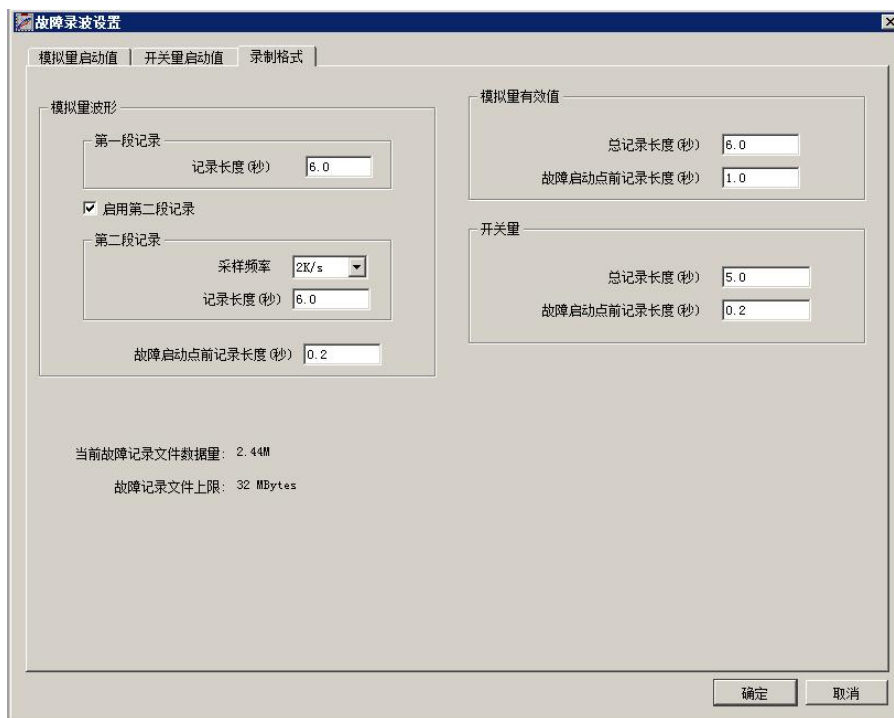 故障录波设置
模拟量启动值 开关量启动值 录制格式
模拟量波形
第一段记录
记录长度(秒) 6.0
启用第二段记录
第二段记录
采样频率 2K/s
记录长度(秒) 6.0
故障启动点前记录长度(秒) 0.2
模拟量有效值
总记录长度(秒) 6.0
故障启动点前记录长度(秒) 1.0
开关量
总记录长度(秒) 5.0
故障启动点前记录长度(秒) 0.2
当前故障记录文件数据量: 2.44M
故障记录文件上限: 32 MBytes
确定 取消